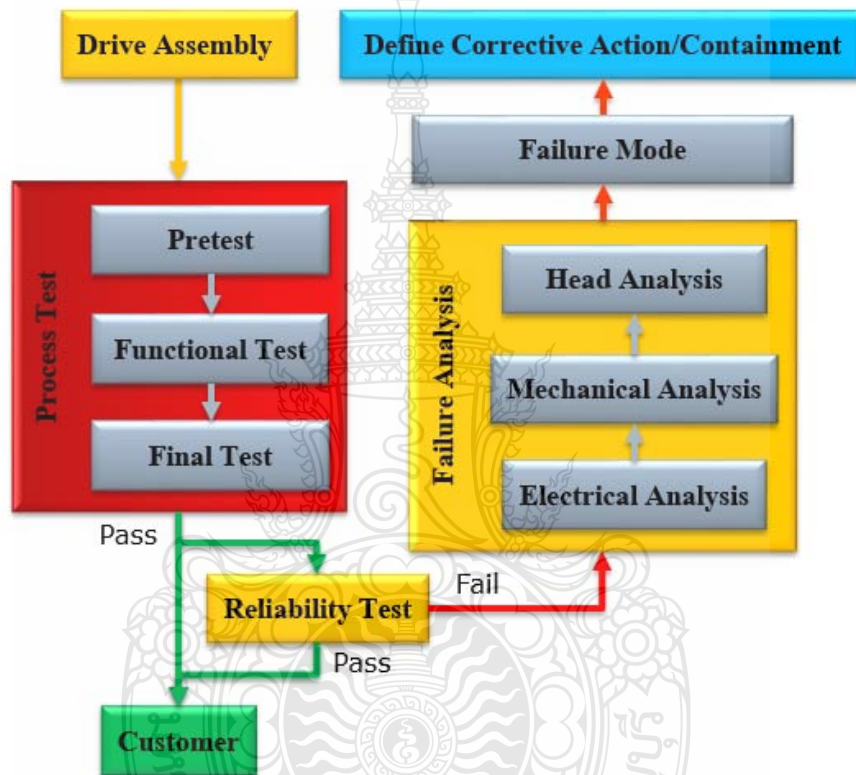 Drive Assembly
Define Corrective Action/Containment
Failure Mode
Process Test
Pretest
Functional Test
Final Test
Failure Analysis
Head Analysis
Mechanical Analysis
Electrical Analysis
Pass
Reliability Test
Fail
Pass
Customer